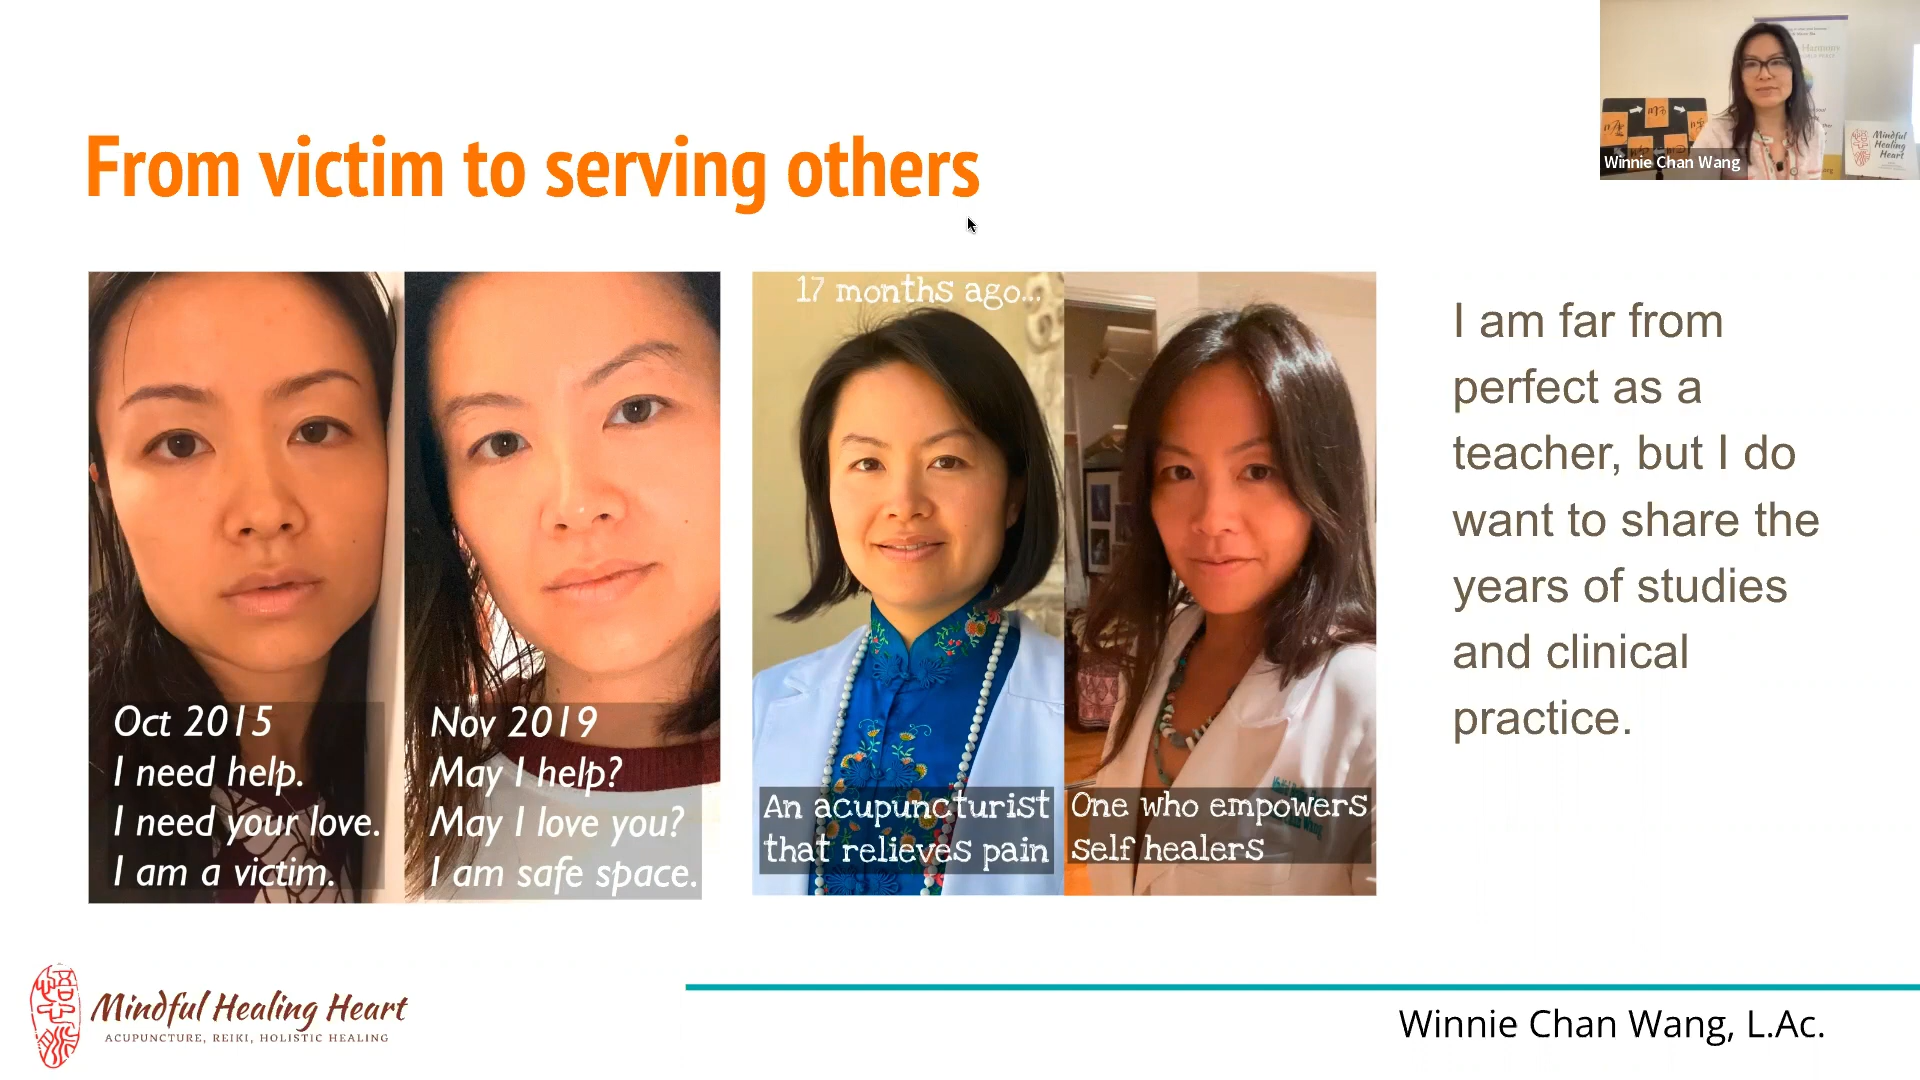 From victim to serving others
Winnie Chan Wang
Mindful
Healing
Heart
Oct 2015
I need help.
I need your love.
I am a victim.
Nov 2019
May I help?
May I love you?
I am safe space.
17 months ago...
An acupuncturist
that relieves pain
One who empowers
self healers
I am far from
perfect as a
teacher, but I do
want to share the
years of studies
and clinical
practice.
Mindful Healing Heart
ACUPUNCTURE, REIKI, HOLISTIC HEALING
Winnie Chan Wang, L.Ac.